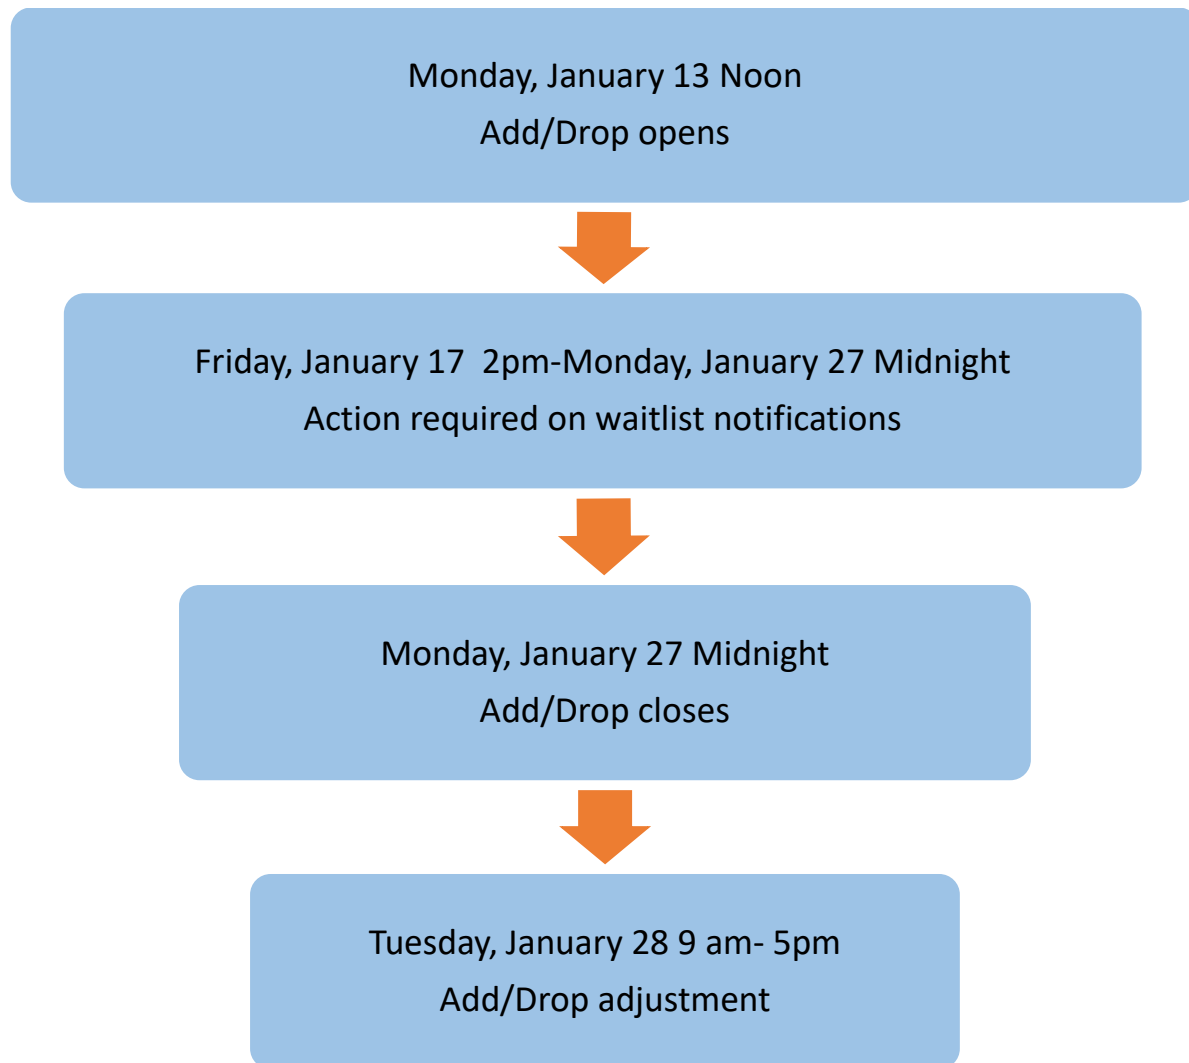 Monday, January 13 Noon
Add/Drop opens
Friday, January 17  2pm-Monday, January 27 Midnight
Action required on waitlist notifications
Monday, January 27 Midnight
Add/Drop closes
Tuesday, January 28 9 am- 5pm
Add/Drop adjustment